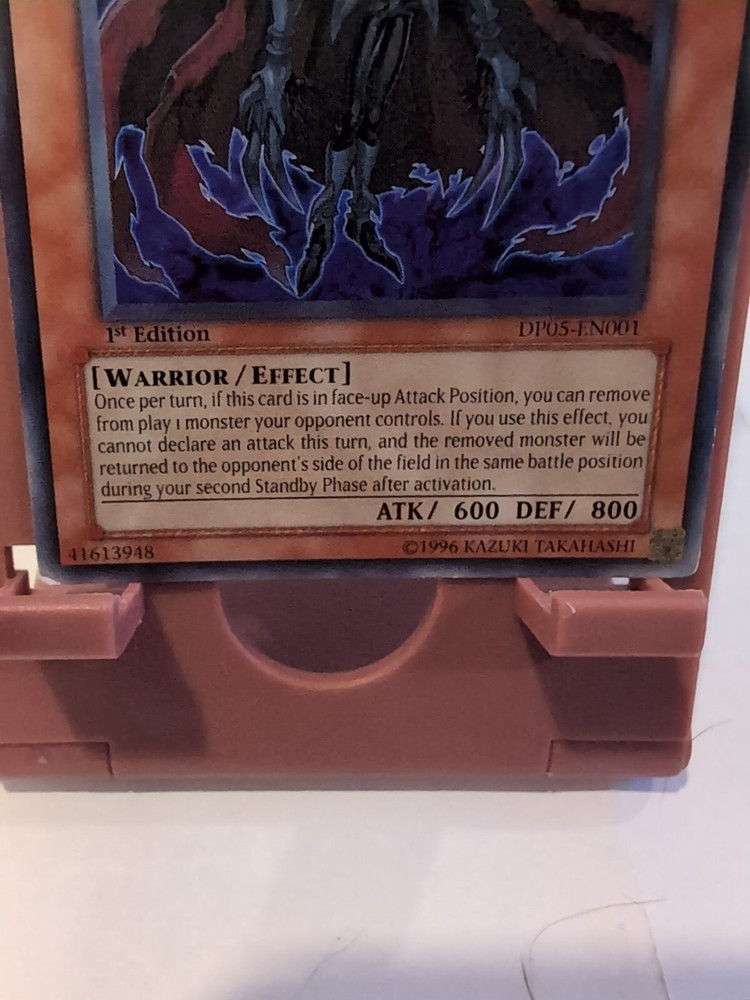 1st Edition DP05-EN001
[WARRIOR/EFFECT]
Once per turn, if this card is in face-up Attack Position, you can remove
from play 1 monster your opponent controls. If you use this effect, you
cannot declare an attack this turn, and the removed monster will be
returned to the opponent's side of the field in the same battle position
during your second Standby Phase after activation.
ATK/ 600 DEF/ 800
41613948 ©1996 KAZUKI TAKAHASHI